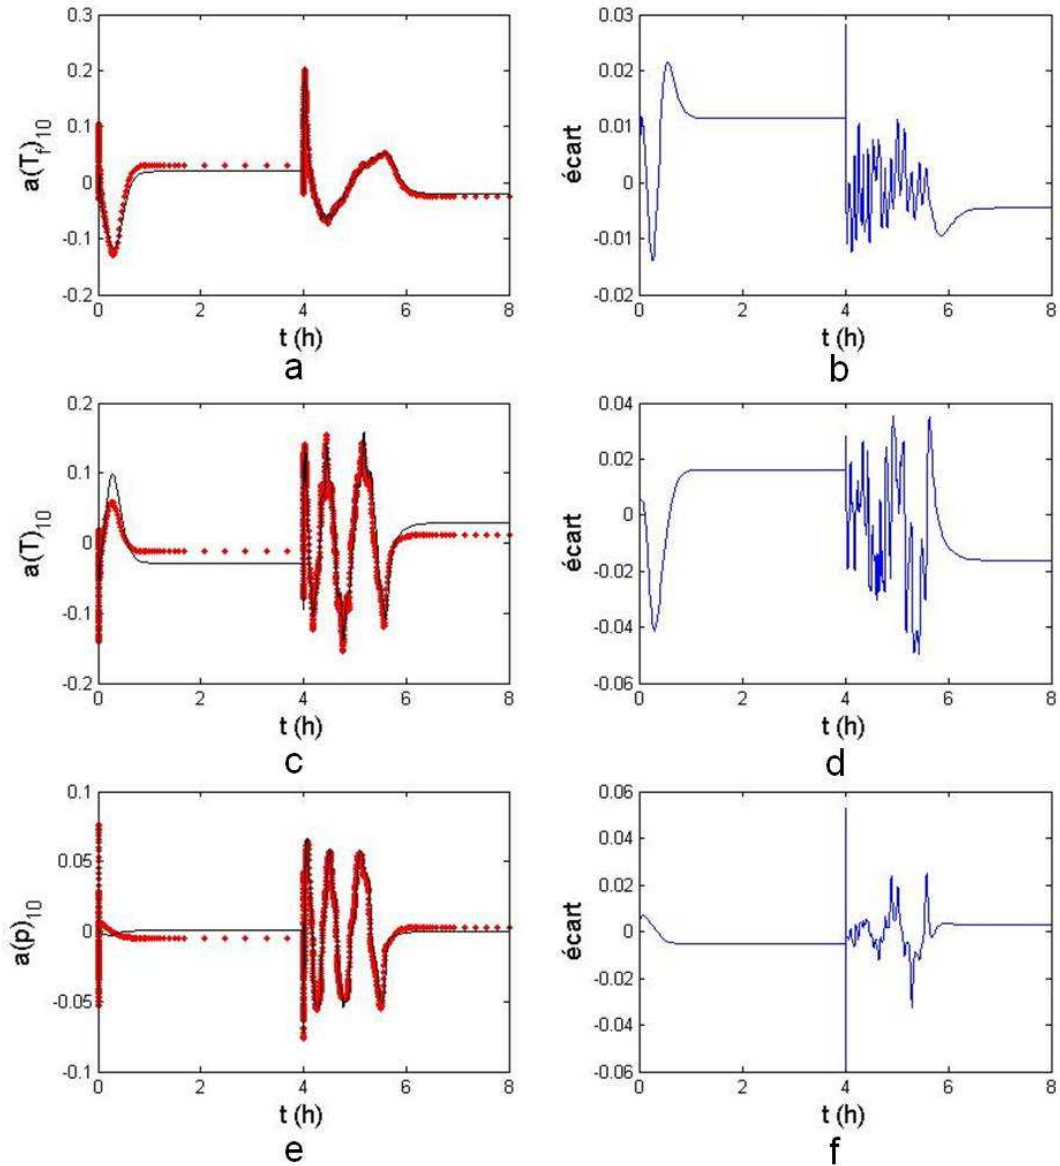 0.3
0.2
0.1
0
-0.1
-0.2
a(T_f)_10
0 2 4 6 8
t (h)
a
0.03
0.02
0.01
0
-0.01
-0.02
écart
0 2 4 6 8
t (h)
b
0.2
0.1
0
-0.1
-0.2
a(T)_10
0 2 4 6 8
t (h)
c
0.04
0.02
0
-0.02
-0.04
-0.06
écart
0 2 4 6 8
t (h)
d
0.1
0.05
0
-0.05
-0.1
a(p)_10
0 2 4 6 8
t (h)
e
0.06
0.04
0.02
0
-0.02
-0.04
-0.06
écart
0 2 4 6 8
t (h)
f